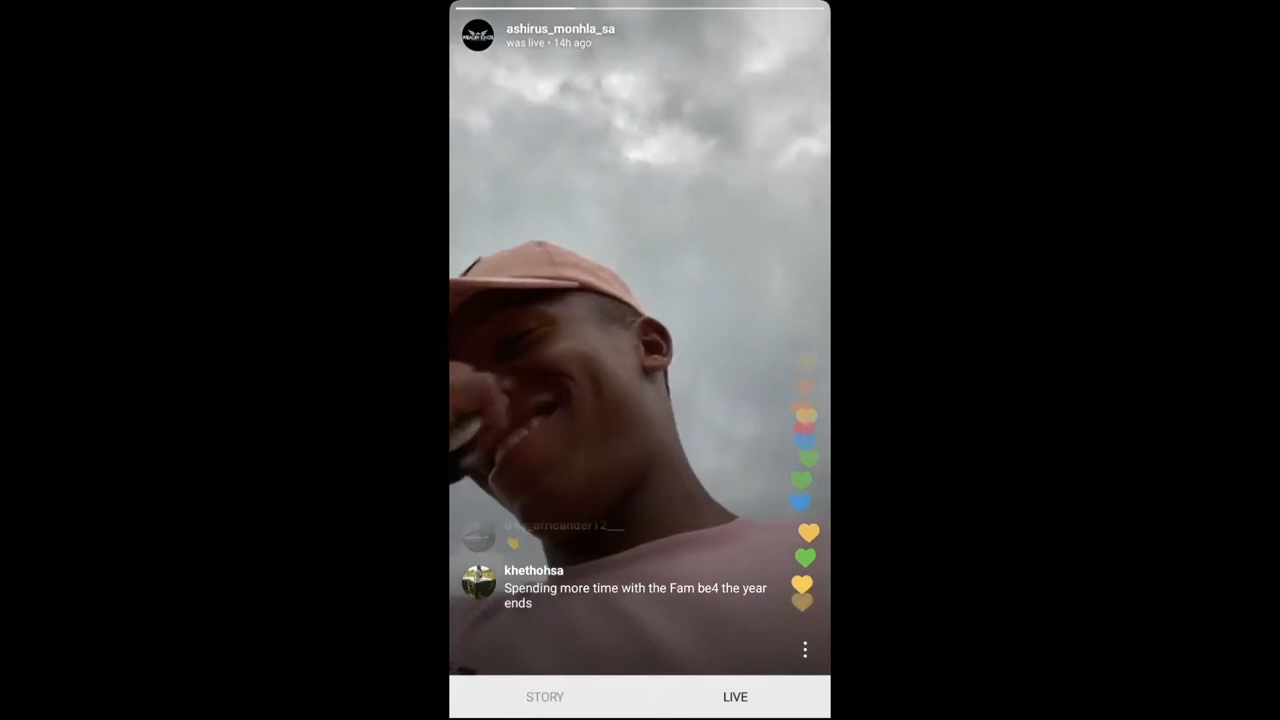 ashirus_monhla_sa
was live • 14h ago
khethohsa
Spending more time with the Fam be4 the year
ends
STORY
LIVE